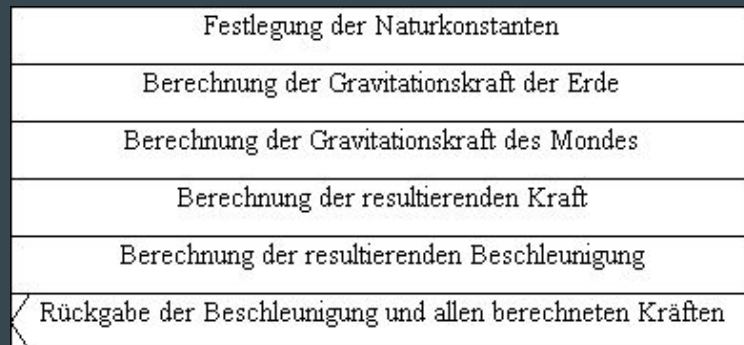 Festlegung der Naturkonstanten
Berechnung der Gravitationskraft der Erde
Berechnung der Gravitationskraft des Mondes
Berechnung der resultierenden Kraft
Berechnung der resultierenden Beschleunigung
Rückgabe der Beschleunigung und allen berechneten Kräften